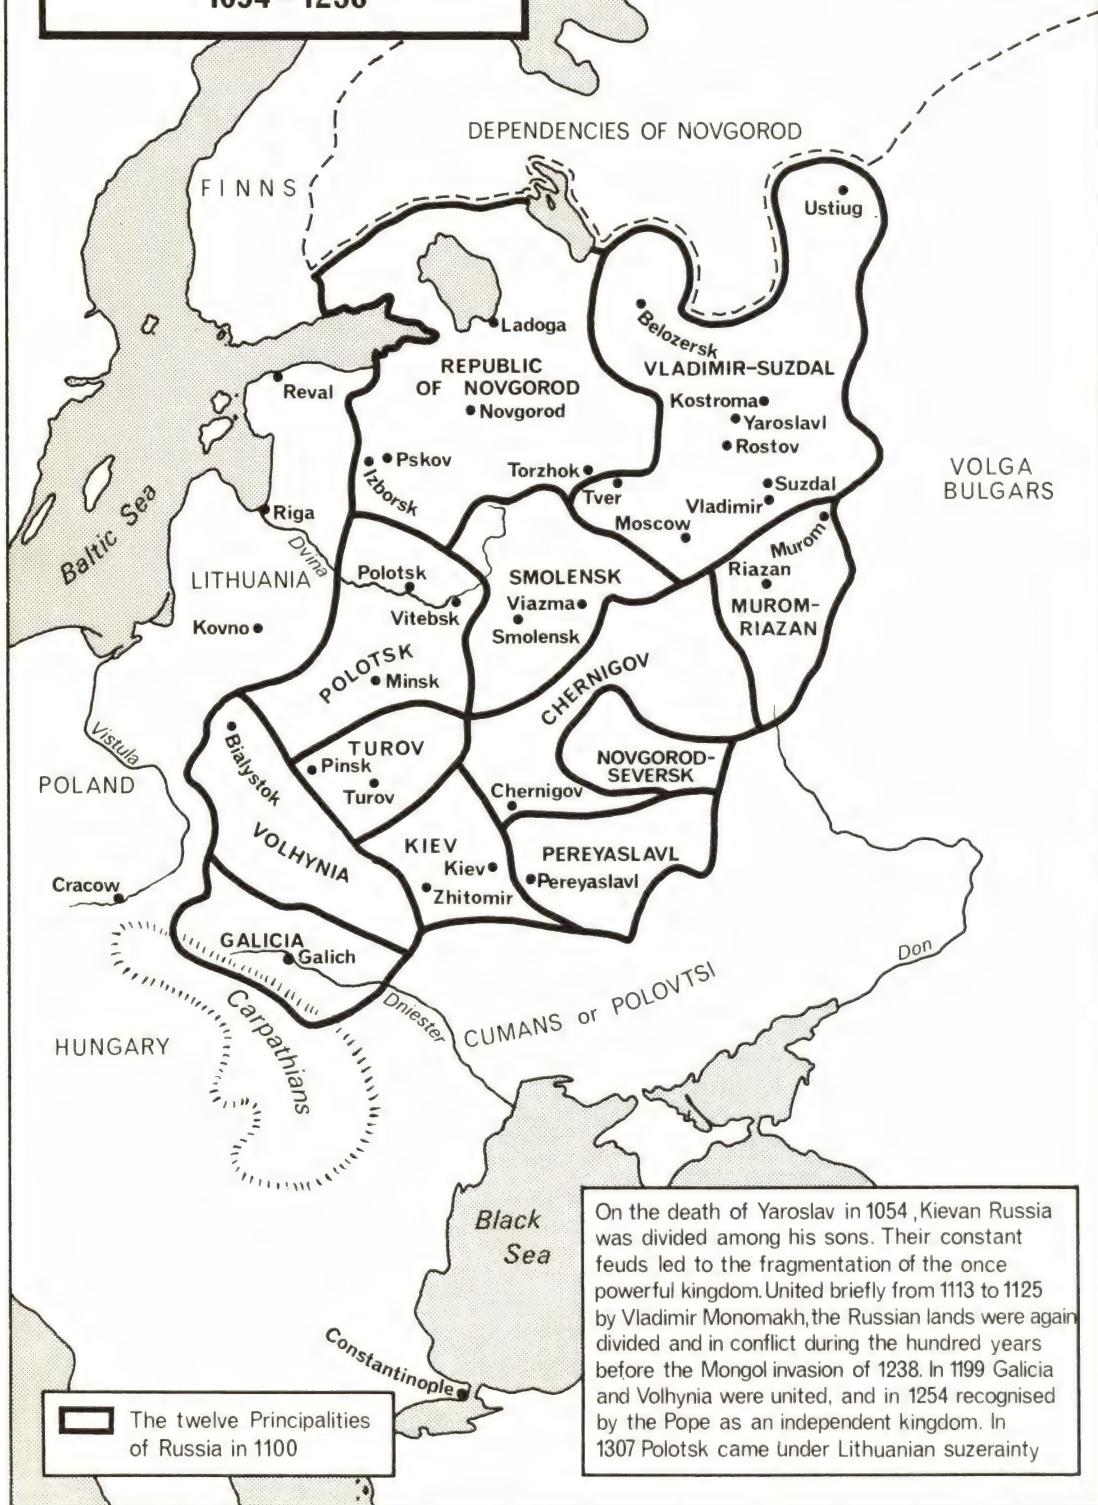 1054 – 1238
DEPENDENCIES OF NOVGOROD
FINNS
Ustiug
Ladoga
Belozersk
REPUBLIC
OF NOVGOROD
Novgorod
VLADIMIR–SUZDAL
Reval
Kostroma
Yaroslavl
Rostov
Pskov
Izborsk
Torzhok
Tver
Suzdal
Vladimir
VOLGA
BULGARS
Baltic Sea
Riga
Dvina
Moscow
Murom
LITHUANIA
Polotsk
SMOLENSK
Riazan
Viazma
Vitebsk
Smolensk
MUROM-
RIAZAN
Kovno
POLOTSK
Minsk
CHERNIGOV
Vistula
Bialystok
TUROV
Pinsk
Turov
NOVGOROD-
SEVERSK
POLAND
Chernigov
VOLHYNIA
KIEV
Kiev
Zhitomir
PEREYASLAVL
Pereyaslavl
Cracow
GALICIA
Galich
Don
Dniester
CUMANS or POLOVTSI
HUNGARY
Carpathians
Black
Sea
Constantinople
The twelve Principalities
of Russia in 1100
On the death of Yaroslav in 1054, Kievan Russia
was divided among his sons. Their constant
feuds led to the fragmentation of the once
powerful kingdom. United briefly from 1113 to 1125
by Vladimir Monomakh, the Russian lands were again
divided and in conflict during the hundred years
before the Mongol invasion of 1238. In 1199 Galicia
and Volhynia were united, and in 1254 recognised
by the Pope as an independent kingdom. In
1307 Polotsk came under Lithuanian suzerainty